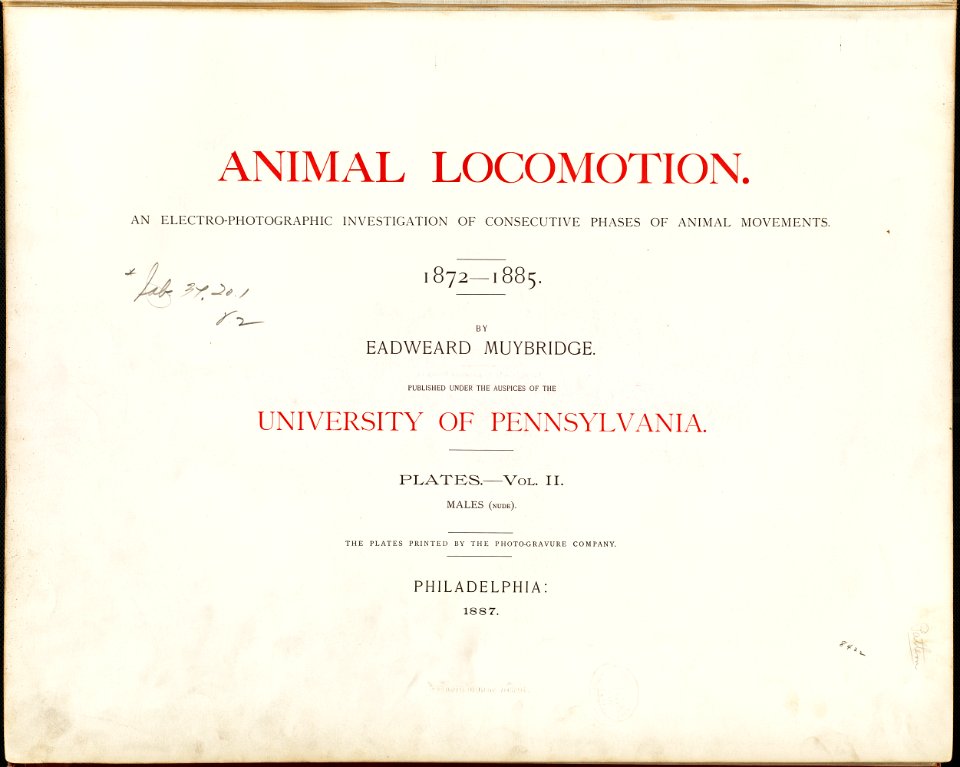 ANIMAL LOCOMOTION.
AN ELECTRO-PHOTOGRAPHIC INVESTIGATION OF CONSECUTIVE PHASES OF ANIMAL MOVEMENTS.
1872—1885.
BY
EADWEARD MUYBRIDGE.
PUBLISHED UNDER THE AUSPICES OF THE
UNIVERSITY OF PENNSYLVANIA.
PLATES.—VOL. II.
MALES (NUDE).
THE PLATES PRINTED BY THE PHOTO-GRAVURE COMPANY.
PHILADELPHIA:
1887.